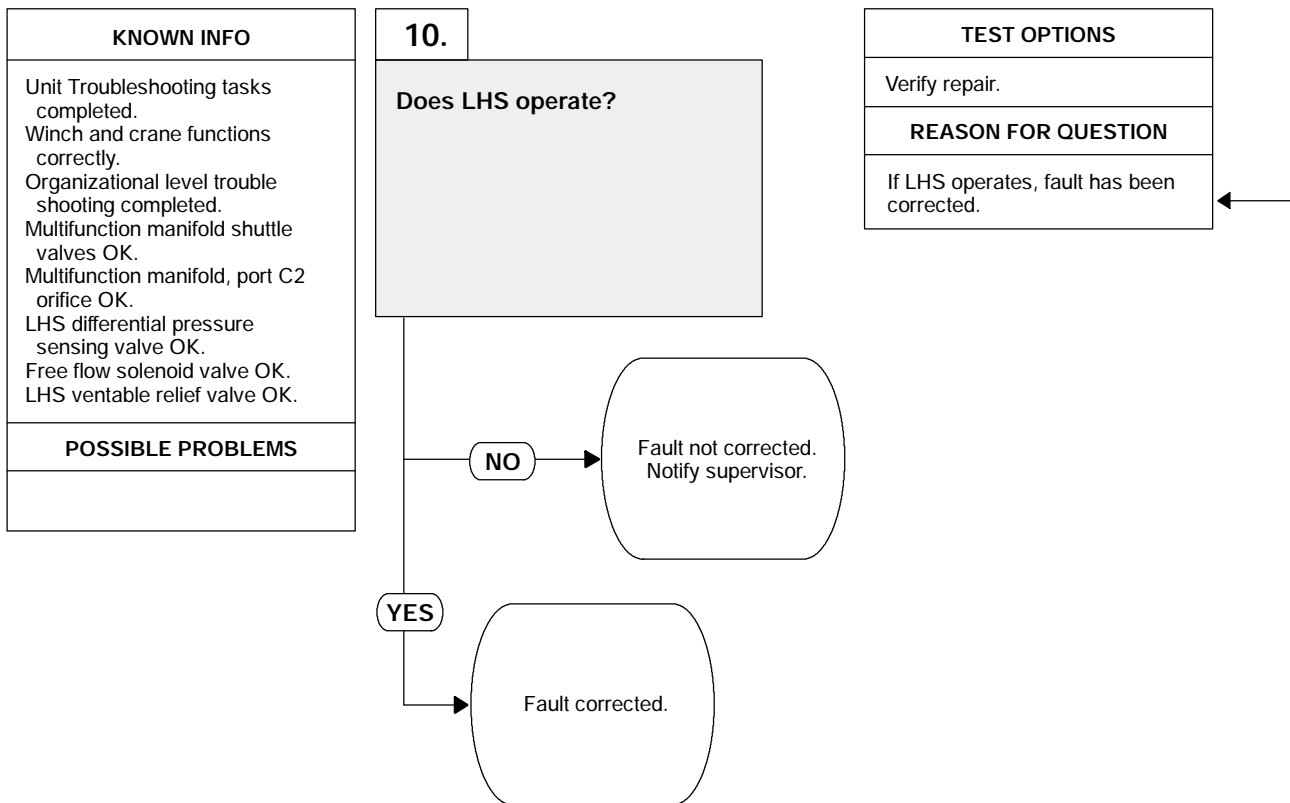 KNOWN INFO
Unit Troubleshooting tasks
completed.
Winch and crane functions
correctly.
Organizational level trouble
shooting completed.
Multifunction manifold shuttle
valves OK.
Multifunction manifold, port C2
orifice OK.
LHS differential pressure
sensing valve OK.
Free flow solenoid valve OK.
LHS ventable relief valve OK.
POSSIBLE PROBLEMS
10.
Does LHS operate?
TEST OPTIONS
Verify repair.
REASON FOR QUESTION
If LHS operates, fault has been
corrected.
NO
Fault not corrected.
Notify supervisor.
YES
Fault corrected.